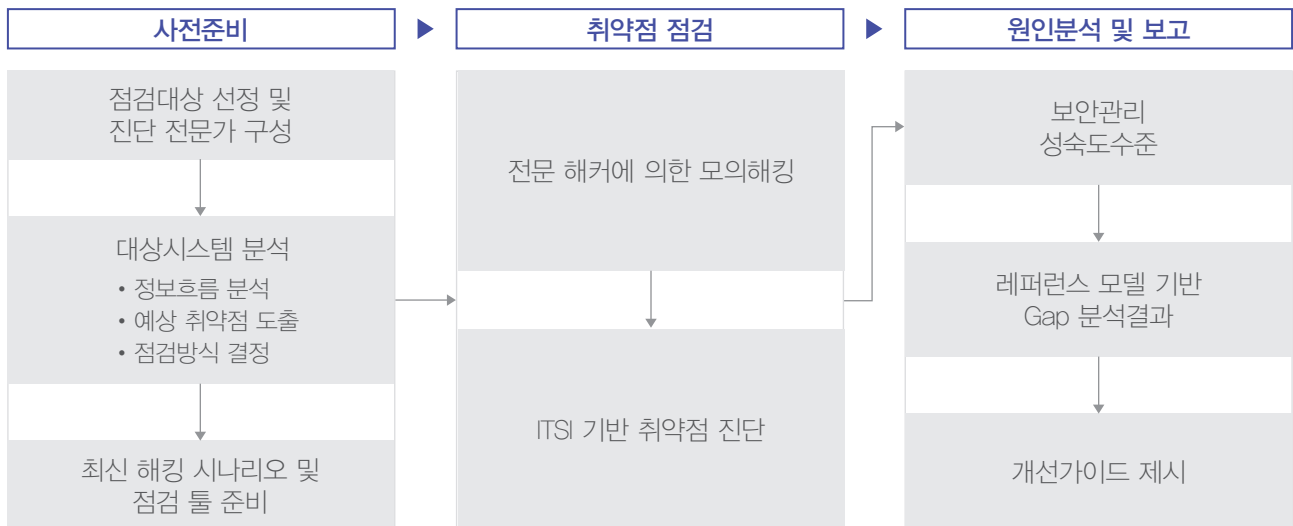 사전준비
점검대상 선정 및
진단 전문가 구성
대상시스템 분석
• 정보흐름 분석
• 예상 취약점 도출
• 점검방식 결정
최신 해킹 시나리오 및
점검 툴 준비
취약점 점검
전문 해커에 의한 모의해킹
ITSI 기반 취약점 진단
원인분석 및 보고
보안관리
성숙도수준
레퍼런스 모델 기반
Gap 분석결과
개선가이드 제시